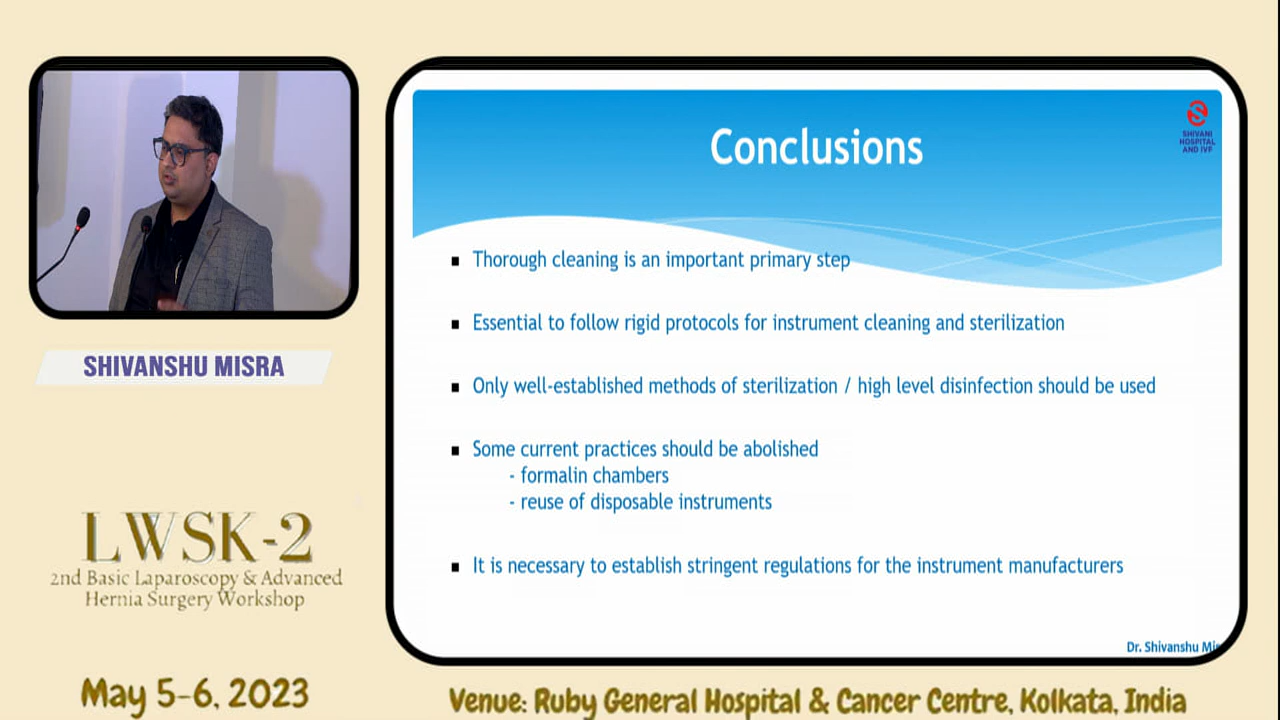 SHIVANSHU MISRA
LWSK-2
2nd Basic Laparoscopy & Advanced
Hernia Surgery Workshop
May 5-6, 2023
SHIVANI
HOSPITAL
AND IVF
Conclusions
▪ Thorough cleaning is an important primary step
▪ Essential to follow rigid protocols for instrument cleaning and sterilization
▪ Only well-established methods of sterilization / high level disinfection should be used
▪ Some current practices should be abolished
- formalin chambers
- reuse of disposable instruments
▪ It is necessary to establish stringent regulations for the instrument manufacturers
Dr. Shivanshu
Venue: Ruby General Hospital & Cancer Centre, Kolkata, India